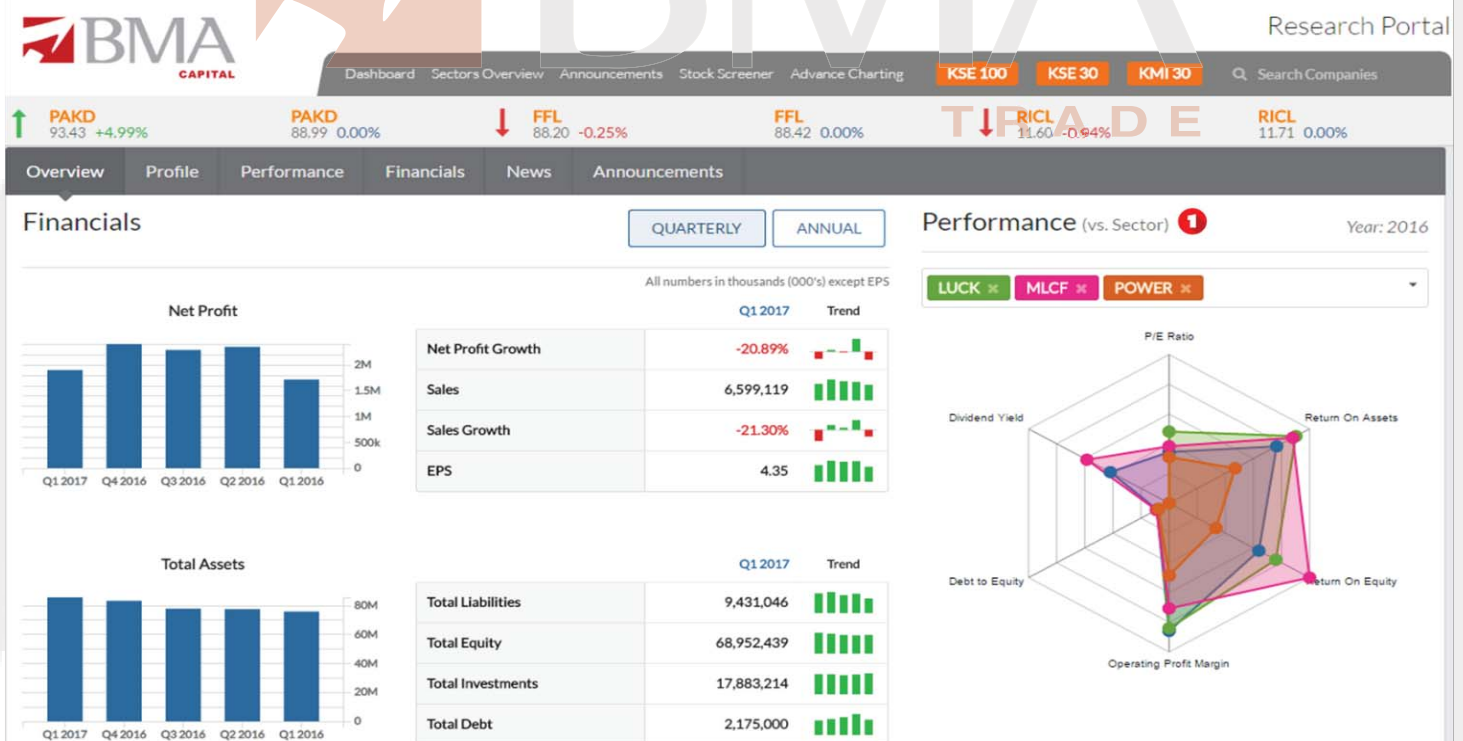 BMA
CAPITAL
BMA
TRADE
Research Portal
Dashboard Sectors Overview Announcements Stock Screener Advance Charting KSE 100 KSE 30 KMI 30 Search Companies
PAKD PAKD FFL FFL RICL RICL
93.43 +4.99% 88.99 0.00% 88.20 -0.25% 88.42 0.00% 11.60 -0.94% 11.71 0.00%
Overview Profile Performance Financials News Announcements
Financials QUARTERLY ANNUAL
All numbers in thousands (000's) except EPS
Net Profit
2M
1.5M
1M
500k
0
Q1 2017 Q4 2016 Q3 2016 Q2 2016 Q1 2016
Q1 2017 Trend
Net Profit Growth -20.89%
Sales 6,599,119
Sales Growth -21.30%
EPS 4.35
Total Assets
80M
60M
40M
20M
0
Q1 2017 Q4 2016 Q3 2016 Q2 2016 Q1 2016
Q1 2017 Trend
Total Liabilities 9,431,046
Total Equity 68,952,439
Total Investments 17,883,214
Total Debt 2,175,000
Performance (vs. Sector) 1 Year: 2016
LUCK × MLCF × POWER ×
P/E Ratio
Dividend Yield Return On Assets
Debt to Equity Return On Equity
Operating Profit Margin